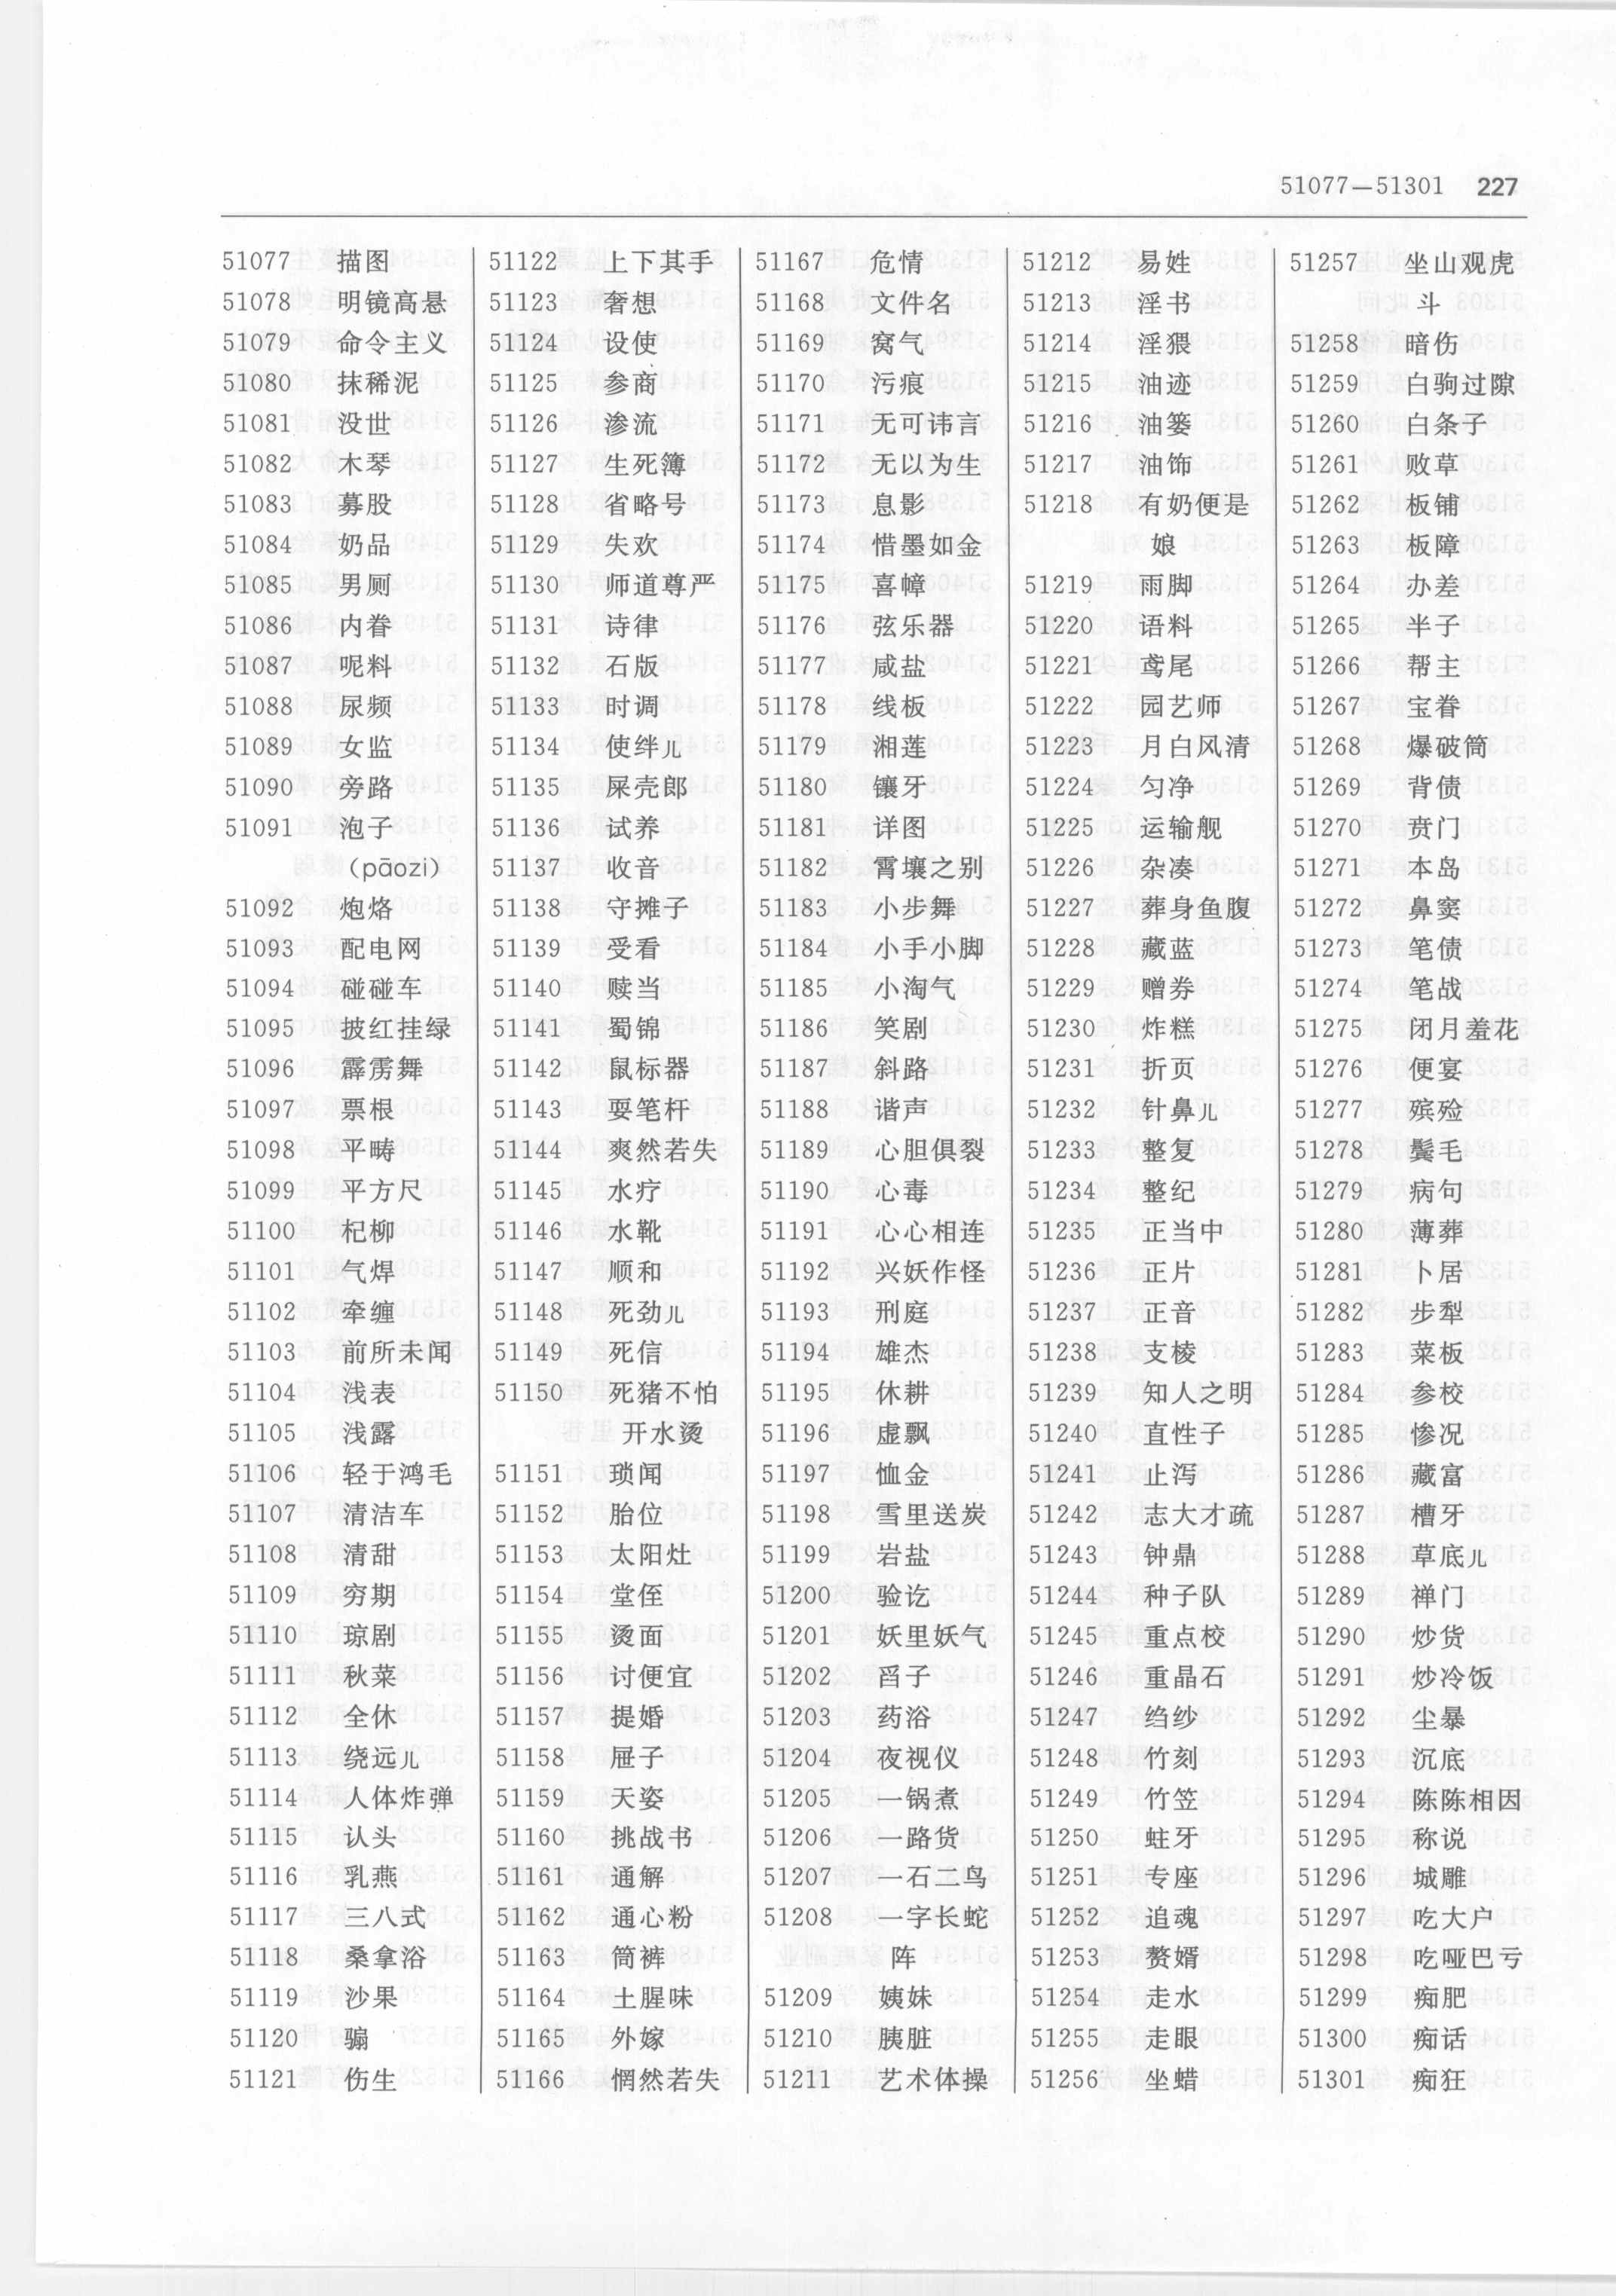 51077—51301 227
51077 描图
51078 明镜高悬
51079 命令主义
51080 抹稀泥
51081 没世
51082 木琴
51083 募股
51084 奶品
51085 男厕
51086 内眷
51087 呢料
51088 尿频
51089 女监
51090 旁路
51091 泡子
(pāozi)
51092 炮烙
51093 配电网
51094 碰碰车
51095 披红挂绿
51096 霹雳舞
51097 票根
51098 平畴
51099 平方尺
51100 杞柳
51101 气焊
51102 牵缠
51103 前所未闻
51104 浅表
51105 浅露
51106 轻于鸿毛
51107 清洁车
51108 清甜
51109 穷期
51110 琼剧
51111 秋菜
51112 全休
51113 绕远儿
51114 人体炸弹
51115 认头
51116 乳燕
51117 三八式
51118 桑拿浴
51119 沙果
51120 骟
51121 伤生
51122 上下其手
51123 奢想
51124 设使
51125 参商
51126 渗流
51127 生死簿
51128 省略号
51129 失欢
51130 师道尊严
51131 诗律
51132 石版
51133 时调
51134 使绊儿
51135 屎壳郎
51136 试养
51137 收音
51138 守摊子
51139 受看
51140 赎当
51141 蜀锦
51142 鼠标器
51143 耍笔杆
51144 爽然若失
51145 水疗
51146 水靴
51147 顺和
51148 死劲儿
51149 死信
51150 死猪不怕
开水烫
51151 琐闻
51152 胎位
51153 太阳灶
51154 堂侄
51155 烫面
51156 讨便宜
51157 提婚
51158 屉子
51159 天姿
51160 挑战书
51161 通解
51162 通心粉
51163 筒裤
51164 土腥味
51165 外嫁
51166 惘然若失
51167 危情
51168 文件名
51169 窝气
51170 污痕
51171 无可讳言
51172 无以为生
51173 息影
51174 惜墨如金
51175 喜幛
51176 弦乐器
51177 咸盐
51178 线板
51179 湘莲
51180 镶牙
51181 详图
51182 霄壤之别
51183 小步舞
51184 小手小脚
51185 小淘气
51186 笑剧
51187 斜路
51188 谐声
51189 心胆俱裂
51190 心毒
51191 心心相连
51192 兴妖作怪
51193 刑庭
51194 雄杰
51195 休耕
51196 虚飘
51197 恤金
51198 雪里送炭
51199 岩盐
51200 验讫
51201 妖里妖气
51202 舀子
51203 药浴
51204 夜视仪
51205 一锅煮
51206 一路货
51207 一石二鸟
51208 一字长蛇
阵
51209 姨妹
51210 胰脏
51211 艺术体操
51212 易姓
51213 淫书
51214 淫猥
51215 油迹
51216 油篓
51217 油饰
51218 有奶便是
娘
51219 雨脚
51220 语料
51221 鸢尾
51222 园艺师
51223 月白风清
51224 匀净
51225 运输舰
51226 杂凑
51227 葬身鱼腹
51228 藏蓝
51229 赠券
51230 炸糕
51231 折页
51232 针鼻儿
51233 整复
51234 整纪
51235 正当中
51236 正片
51237 正音
51238 支棱
51239 知人之明
51240 直性子
51241 止泻
51242 志大才疏
51243 钟鼎
51244 种子队
51245 重点校
51246 重晶石
51247 绉纱
51248 竹刻
51249 竹笠
51250 蛀牙
51251 专座
51252 追魂
51253 赘婿
51254 走水
51255 走眼
51256 坐蜡
51257 坐山观虎
斗
51258 暗伤
51259 白驹过隙
51260 白条子
51261 败草
51262 板铺
51263 板障
51264 办差
51265 半子
51266 帮主
51267 宝眷
51268 爆破筒
51269 背债
51270 贲门
51271 本岛
51272 鼻窦
51273 笔债
51274 笔战
51275 闭月羞花
51276 便宴
51277 殡殓
51278 鬓毛
51279 病句
51280 薄葬
51281 卜居
51282 步犁
51283 菜板
51284 参校
51285 惨况
51286 藏富
51287 槽牙
51288 草底儿
51289 禅门
51290 炒货
51291 炒冷饭
51292 尘暴
51293 沉底
51294 陈陈相因
51295 称说
51296 城雕
51297 吃大户
51298 吃哑巴亏
51299 痴肥
51300 痴话
51301 痴狂